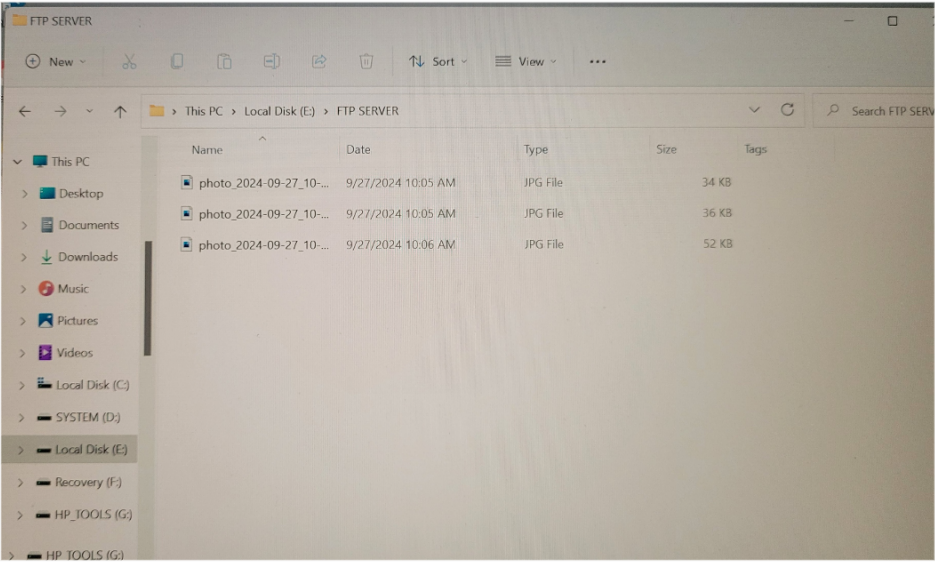 FTP SERVER
New Sort View
This PC Local Disk (E:) FTP SERVER Search FTP SERV
Name Date Type Size Tags
photo_2024-09-27_10-... 9/27/2024 10:05 AM JPG File 34 KB
photo_2024-09-27_10-... 9/27/2024 10:05 AM JPG File 36 KB
photo_2024-09-27_10-... 9/27/2024 10:06 AM JPG File 52 KB
This PC
Desktop
Documents
Downloads
Music
Pictures
Videos
Local Disk (C:)
SYSTEM (D:)
Local Disk (E:)
Recovery (F:)
HP_TOOLS (G:)
HP_TOOLS (G:)